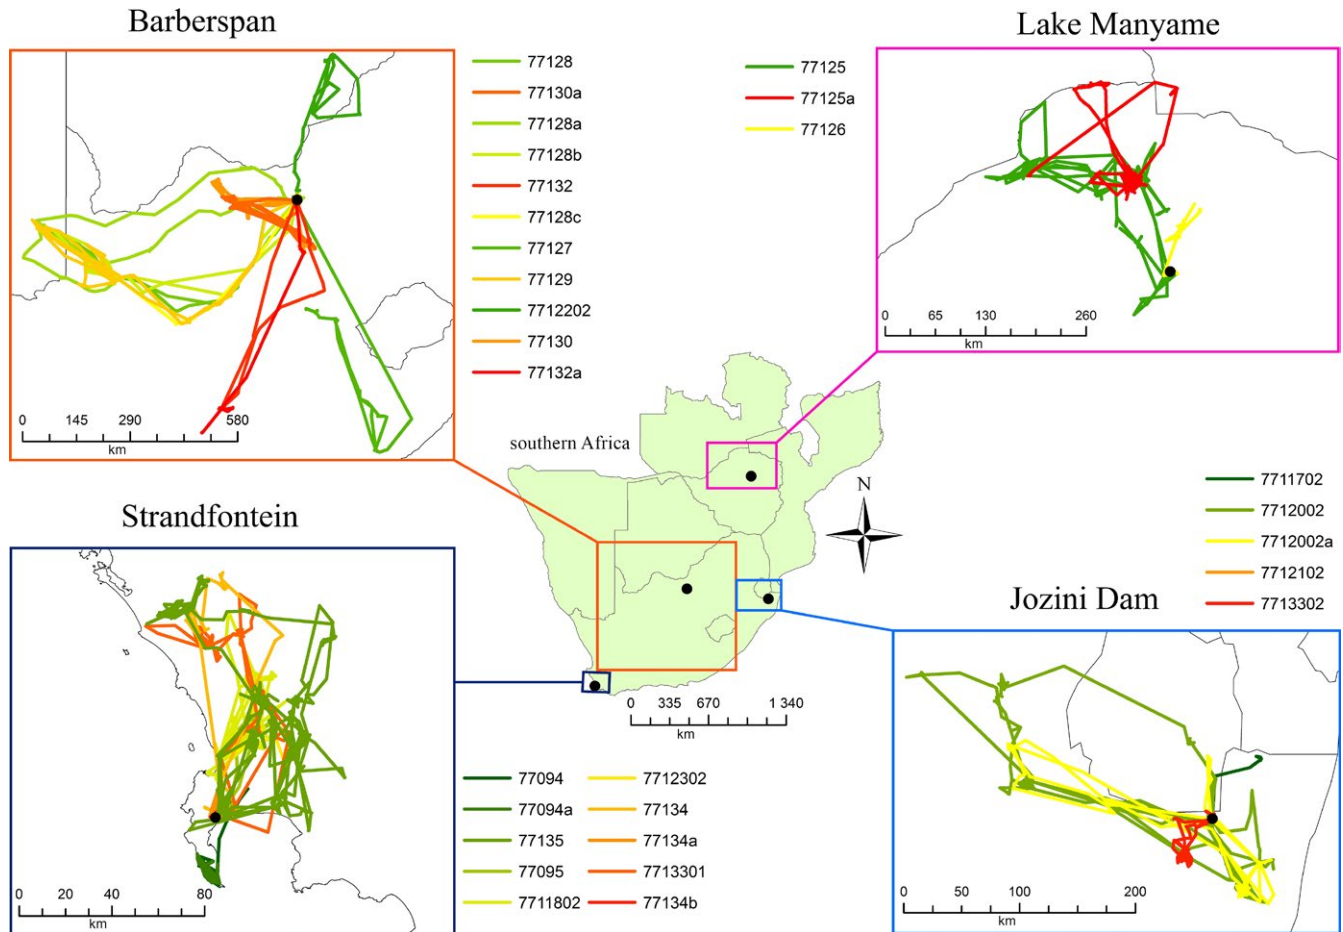 Barberspan
Lake Manyame
77128
77130a
77128a
77128b
77132
77128c
77127
77129
7712202
77130
77132a
77125
77125a
77126
0 145 290 580
km
0 65 130 260
km
southern Africa
N
Strandfontein
Jozini Dam
7711702
7712002
7712002a
7712102
7713302
0 335 670 1 340
km
77094
77094a
77135
77095
7711802
7712302
77134
77134a
7713301
77134b
0 20 40 80
km
0 50 100 200
km